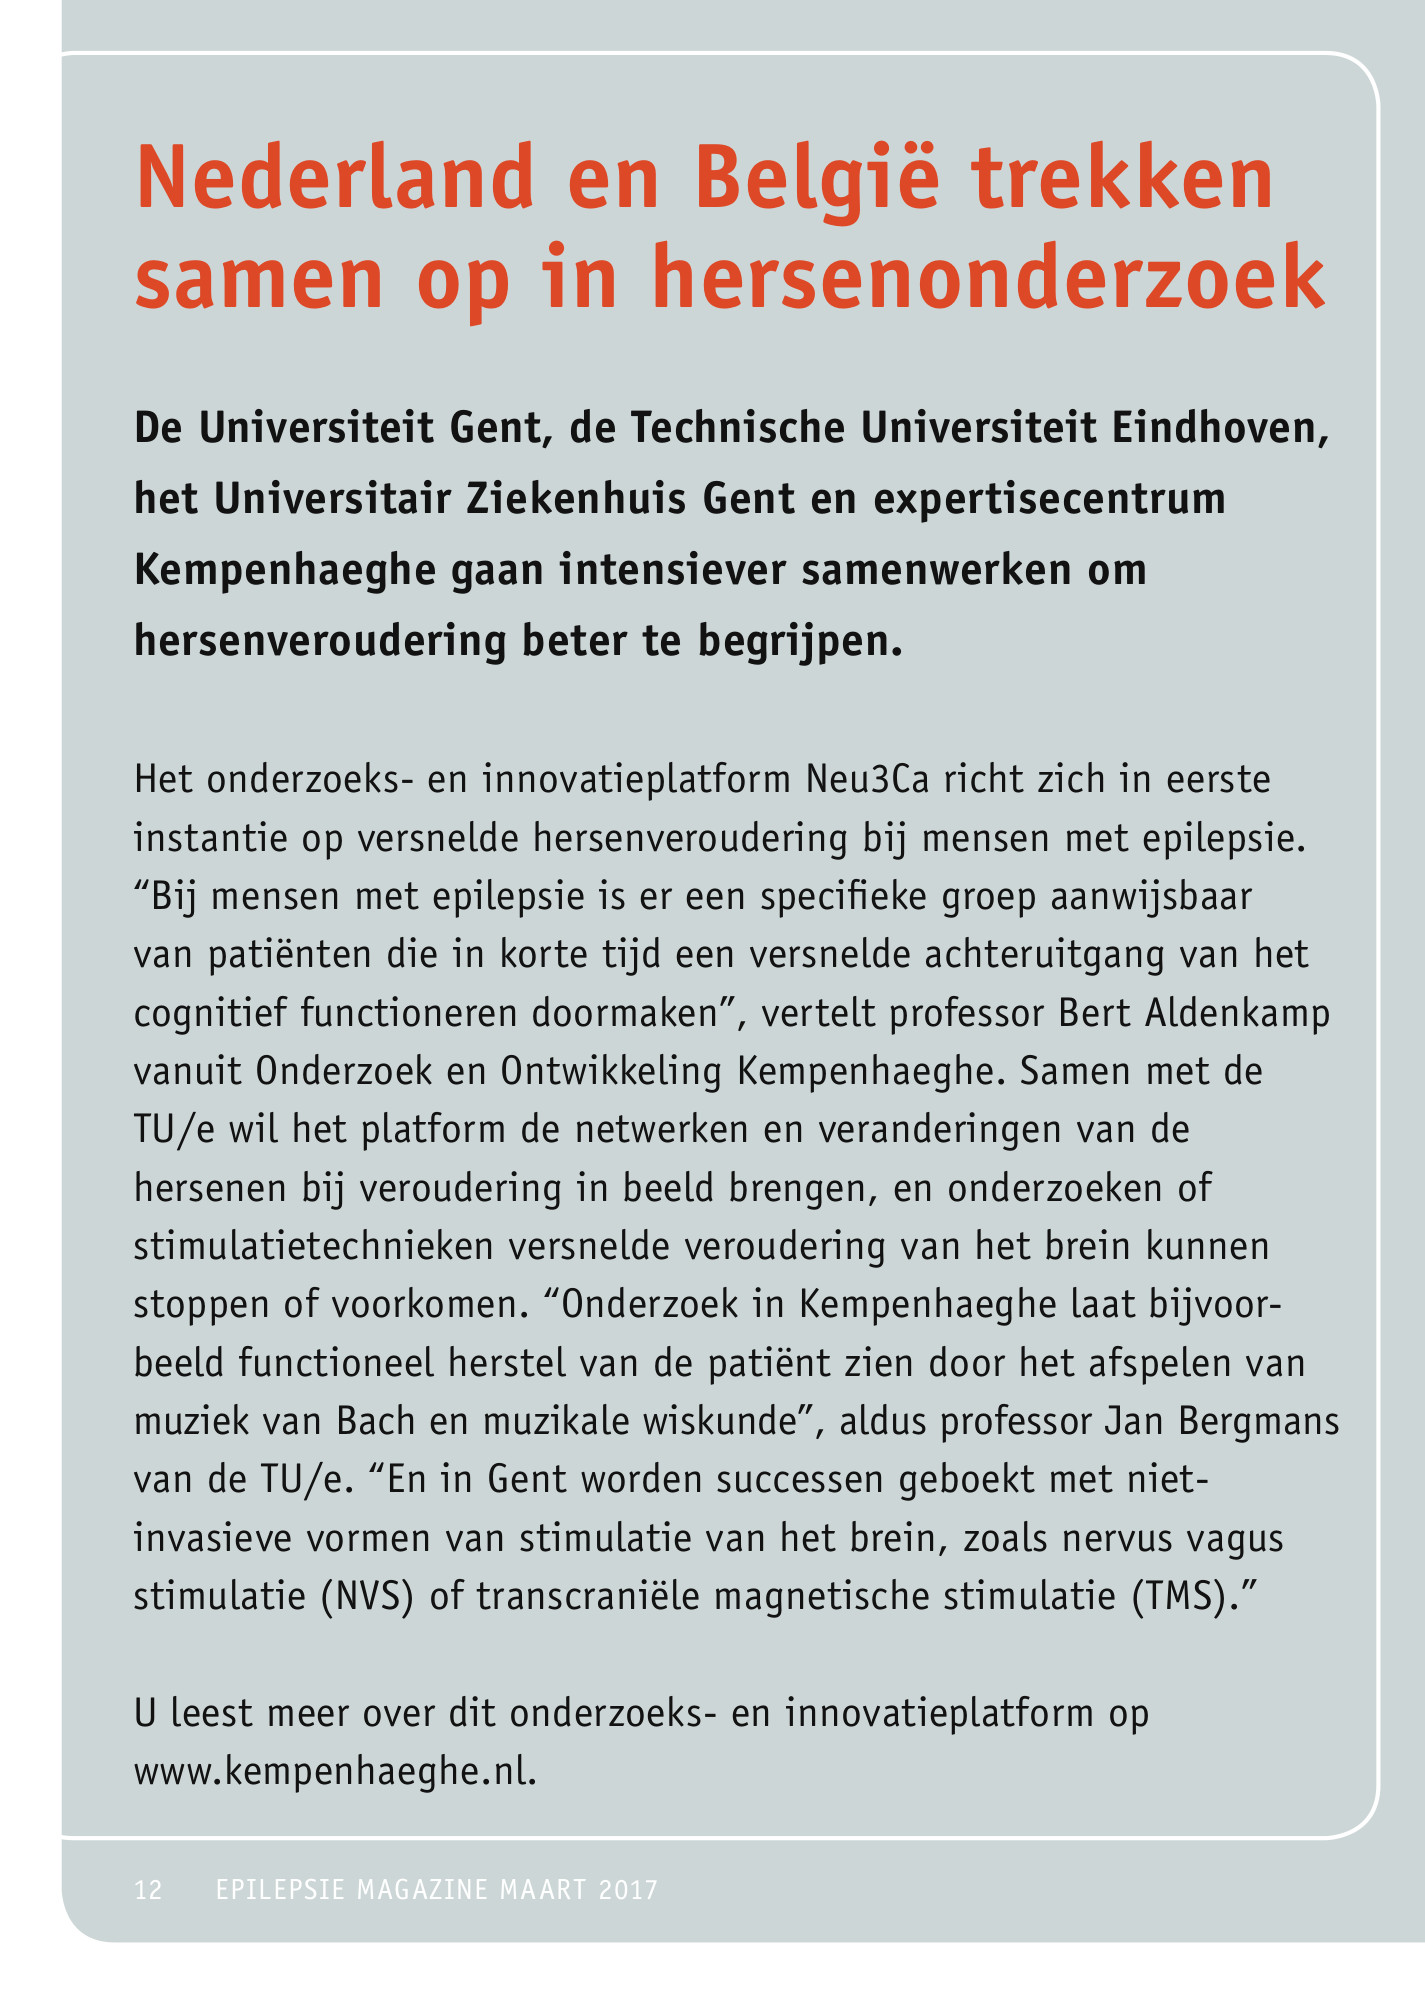 Nederland en België trekken
samen op in hersenonderzoek
De Universiteit Gent, de Technische Universiteit Eindhoven,
het Universitair Ziekenhuis Gent en expertisecentrum
Kempenhaeghe gaan intensiever samenwerken om
hersenveroudering beter te begrijpen.
Het onderzoeks- en innovatieplatform Neu3Ca richt zich in eerste
instantie op versnelde hersenveroudering bij mensen met epilepsie.
“Bij mensen met epilepsie is er een specifieke groep aanwijsbaar
van patiënten die in korte tijd een versnelde achteruitgang van het
cognitief functioneren doormaken”, vertelt professor Bert Aldenkamp
vanuit Onderzoek en Ontwikkeling Kempenhaeghe. Samen met de
TU/e wil het platform de netwerken en veranderingen van de
hersenen bij veroudering in beeld brengen, en onderzoeken of
stimulatietechnieken versnelde veroudering van het brein kunnen
stoppen of voorkomen. “Onderzoek in Kempenhaeghe laat bijvoor-
beeld functioneel herstel van de patiënt zien door het afspelen van
muziek van Bach en muzikale wiskunde”, aldus professor Jan Bergmans
van de TU/e. “En in Gent worden successen geboekt met niet-
invasieve vormen van stimulatie van het brein, zoals nervus vagus
stimulatie (NVS) of transcraniële magnetische stimulatie (TMS).”
U leest meer over dit onderzoeks- en innovatieplatform op
www.kempenhaeghe.nl.
12 EPILEPSIE MAGAZINE MAART 2017